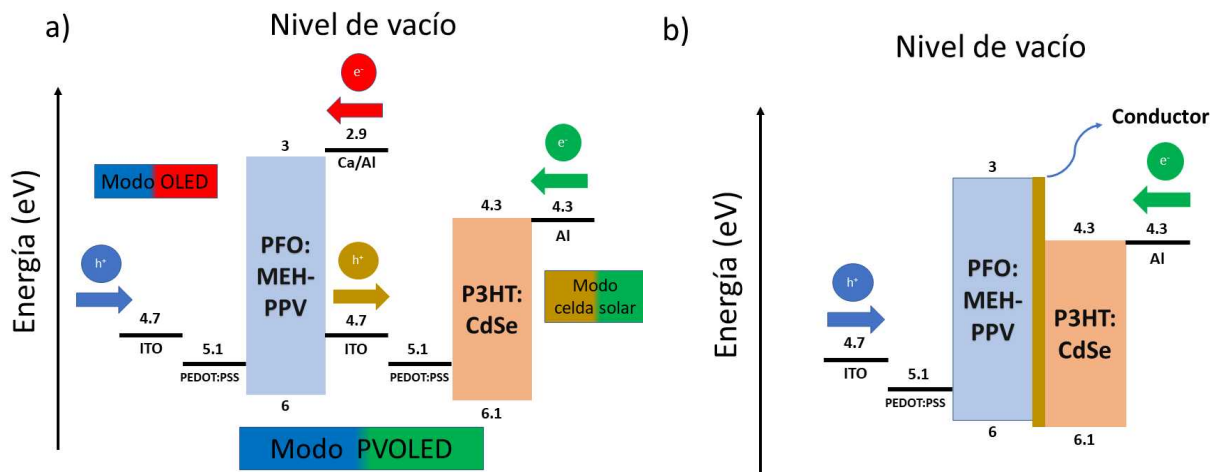 a)
Nivel de vacío
Energía (eV)
Modo OLED
e-
2.9
Ca/Al
3
PFO:
MEH-
PPV
6
h+
4.7
ITO
5.1
PEDOT:PSS
h+
4.7
ITO
5.1
PEDOT:PSS
e-
4.3
4.3
Al
P3HT:
CdSe
6.1
Modo
celda solar
Modo PVOLED
b)
Nivel de vacío
Energía (eV)
Conductor
e-
3
4.3
4.3
Al
PFO:
MEH-
PPV
P3HT:
CdSe
h+
4.7
ITO
5.1
PEDOT:PSS
6
6.1